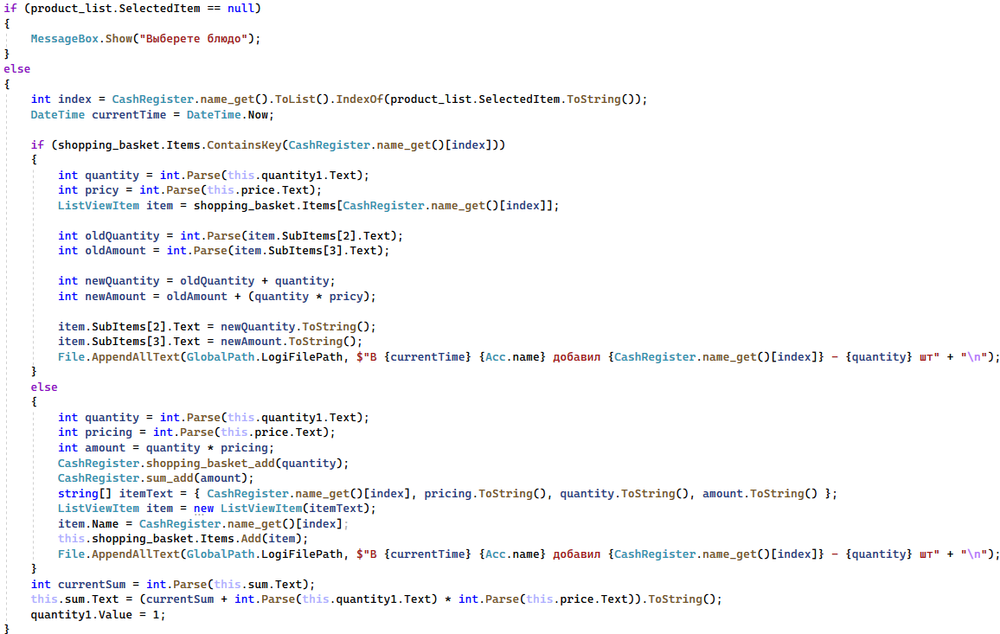 if (product_list.SelectedItem == null)
{
    MessageBox.Show("Выберете блюдо");
}
else
{
    int index = CashRegister.name_get().ToList().IndexOf(product_list.SelectedItem.ToString());
    DateTime currentTime = DateTime.Now;

    if (shopping_basket.Items.ContainsKey(CashRegister.name_get()[index]))
    {
        int quantity = int.Parse(this.quantity1.Text);
        int pricy = int.Parse(this.price.Text);
        ListViewItem item = shopping_basket.Items[CashRegister.name_get()[index]];

        int oldQuantity = int.Parse(item.SubItems[2].Text);
        int oldAmount = int.Parse(item.SubItems[3].Text);

        int newQuantity = oldQuantity + quantity;
        int newAmount = oldAmount + (quantity * pricy);

        item.SubItems[2].Text = newQuantity.ToString();
        item.SubItems[3].Text = newAmount.ToString();
        File.AppendAllText(GlobalPath.LogiFilePath, $"В {currentTime} {Acc.name} добавил {CashRegister.name_get()[index]} - {quantity} шт" + "\n");
    }
    else
    {
        int quantity = int.Parse(this.quantity1.Text);
        int pricing = int.Parse(this.price.Text);
        int amount = quantity * pricing;
        CashRegister.shopping_basket_add(quantity);
        CashRegister.sum_add(amount);
        string[] itemText = { CashRegister.name_get()[index], pricing.ToString(), quantity.ToString(), amount.ToString() };
        ListViewItem item = new ListViewItem(itemText);
        item.Name = CashRegister.name_get()[index];
        this.shopping_basket.Items.Add(item);
        File.AppendAllText(GlobalPath.LogiFilePath, $"В {currentTime} {Acc.name} добавил {CashRegister.name_get()[index]} - {quantity} шт" + "\n");
    }
    int currentSum = int.Parse(this.sum.Text);
    this.sum.Text = (currentSum + int.Parse(this.quantity1.Text) * int.Parse(this.price.Text)).ToString();
    quantity1.Value = 1;
}